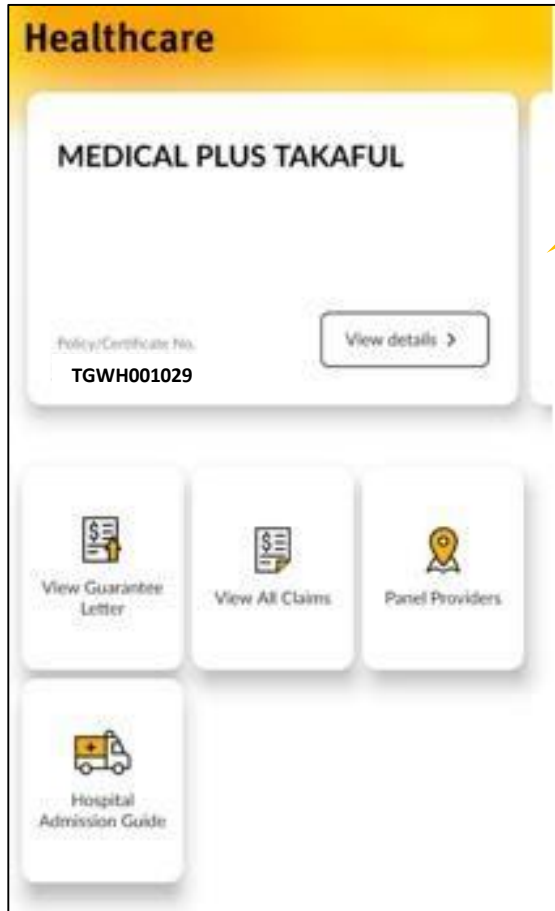 Healthcare
MEDICAL PLUS TAKAFUL
Policy/Certificate No.
View details >
TGWH001029
View Guarantee
Letter
View All Claims
Panel Providers
Hospital
Admission Guide